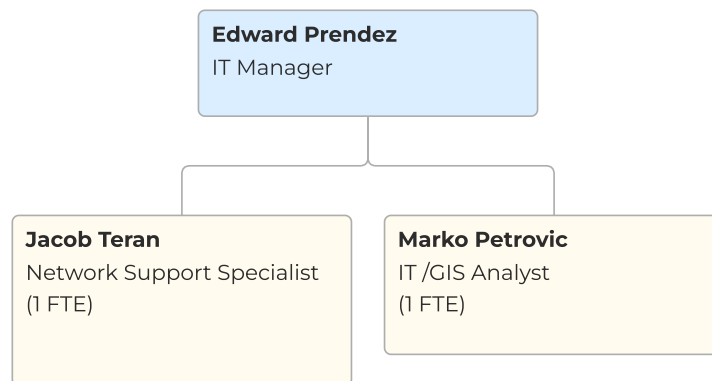 Edward Prendez
IT Manager
Jacob Teran
Network Support Specialist
(1 FTE)
Marko Petrovic
IT /GIS Analyst
(1 FTE)